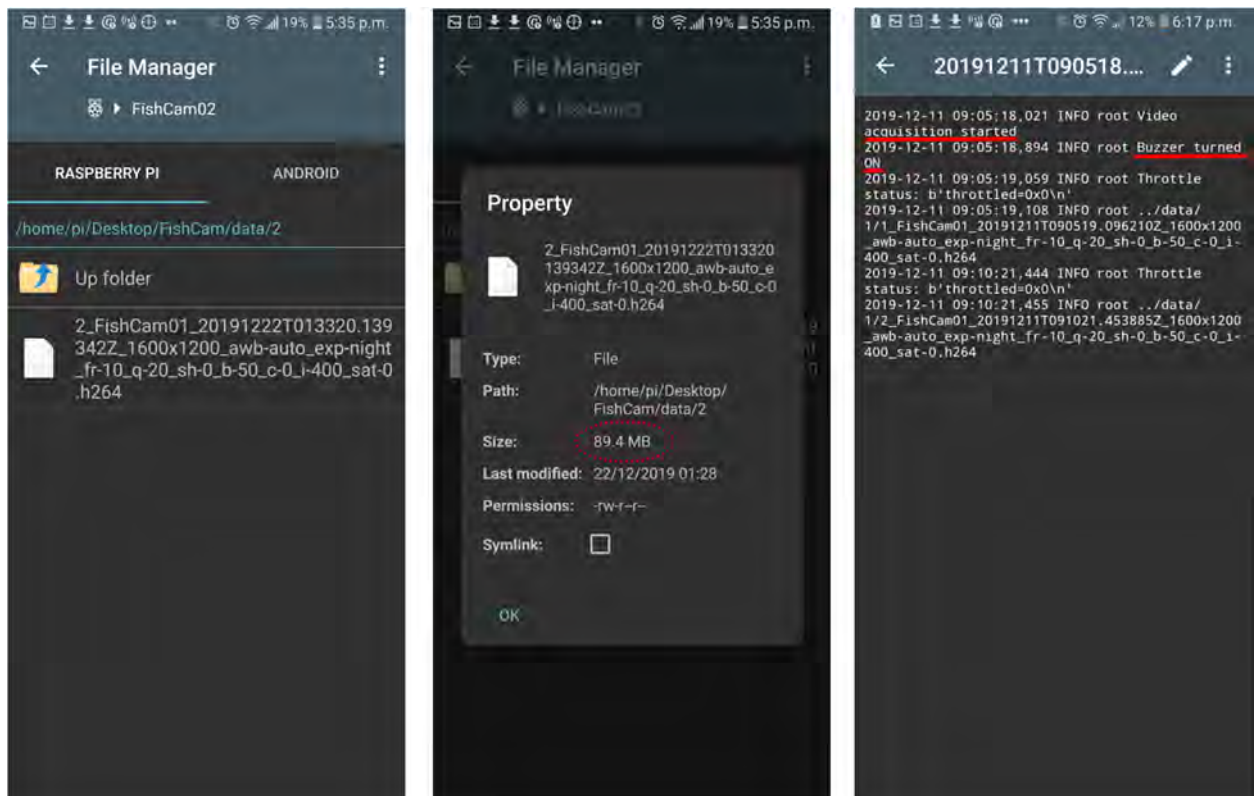 19% 5:35 p.m.
File Manager
FishCam02
RASPBERRY PI
ANDROID
/home/pi/Desktop/FishCam/data/2
Up folder
2_FishCam01_20191222T013320.139
342Z_1600x1200_awb-auto_exp-night
_fr-10_q-20_sh-0_b-50_c-0_i-400_sat-0
.h264
19% 5:35 p.m.
File Manager
FishCam02
Property
2_FishCam01_20191222T013320
139342Z_1600x1200_awb-auto_e
xp-night_fr-10_q-20_sh-0_b-50_c-0
_i-400_sat-0.h264
Type: File
Path: /home/pi/Desktop/
FishCam/data/2
Size: 89.4 MB
Last modified: 22/12/2019 01:28
Permissions: -rw-r--r--
Symlink:
OK
12% 6:17 p.m.
20191211T090518....
2019-12-11 09:05:18,021 INFO root Video
acquisition started
2019-12-11 09:05:18,894 INFO root Buzzer turned
ON
2019-12-11 09:05:19,059 INFO root Throttle
status: b'throttled=0x0\n'
2019-12-11 09:05:19,108 INFO root ../data/
1/1_FishCam01_20191211T090519.096210Z_1600x1200
_awb-auto_exp-night_fr-10_q-20_sh-0_b-50_c-0_i-
400_sat-0.h264
2019-12-11 09:10:21,444 INFO root Throttle
status: b'throttled=0x0\n'
2019-12-11 09:10:21,455 INFO root ../data/
1/2_FishCam01_20191211T091021.453885Z_1600x1200
_awb-auto_exp-night_fr-10_q-20_sh-0_b-50_c-0_i-
400_sat-0.h264